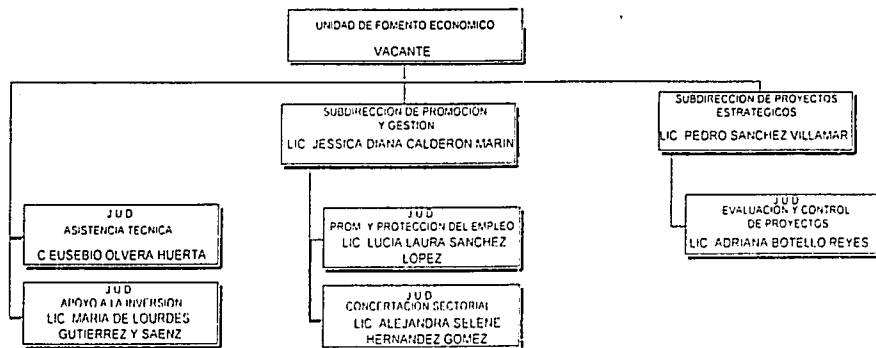 UNIDAD DE FOMENTO ECONOMICO
VACANTE
SUBDIRECCION DE PROMOCION
Y GESTION
LIC JESSICA DIANA CALDERON MARIN
SUBDIRECCION DE PROYECTOS
ESTRATEGICOS
LIC PEDRO SANCHEZ VILLAMAR
J U D
ASISTENCIA TECNICA
C EUSEBIO OLVERA HUERTA
J U D
PROM Y PROTECCION DEL EMPLEO
LIC LUCIA LAURA SANCHEZ
LOPEZ
J U D
EVALUACION Y CONTROL
DE PROYECTOS
LIC ADRIANA BOTELLO REYES
J U D
APOYO A LA INVERSION
LIC MARIA DE LOURDES
GUTIERREZ Y SAENZ
J U D
CONCERTACION SECTORIAL
LIC ALEJANDRA SELENE
HERNANDEZ GOMEZ